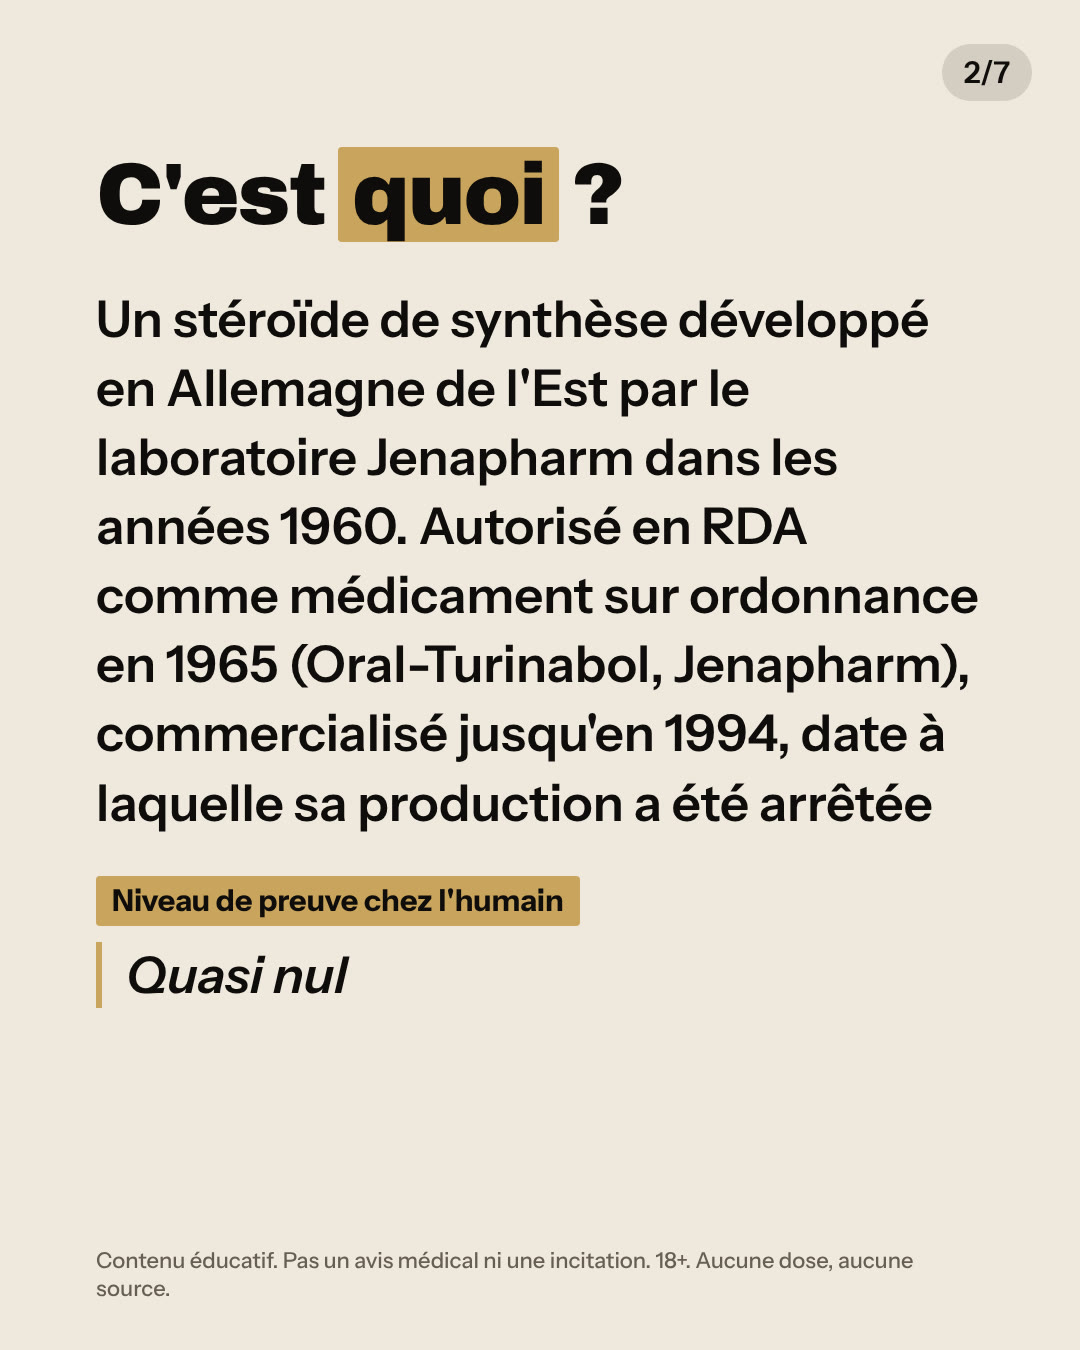 2/7
C'est quoi ?
Un stéroïde de synthèse développé
en Allemagne de l'Est par le
laboratoire Jenapharm dans les
années 1960. Autorisé en RDA
comme médicament sur ordonnance
en 1965 (Oral-Turinabol, Jenapharm),
commercialisé jusqu'en 1994, date à
laquelle sa production a été arrêtée
Niveau de preuve chez l'humain
Quasi nul
Contenu éducatif. Pas un avis médical ni une incitation. 18+. Aucune dose, aucune
source.